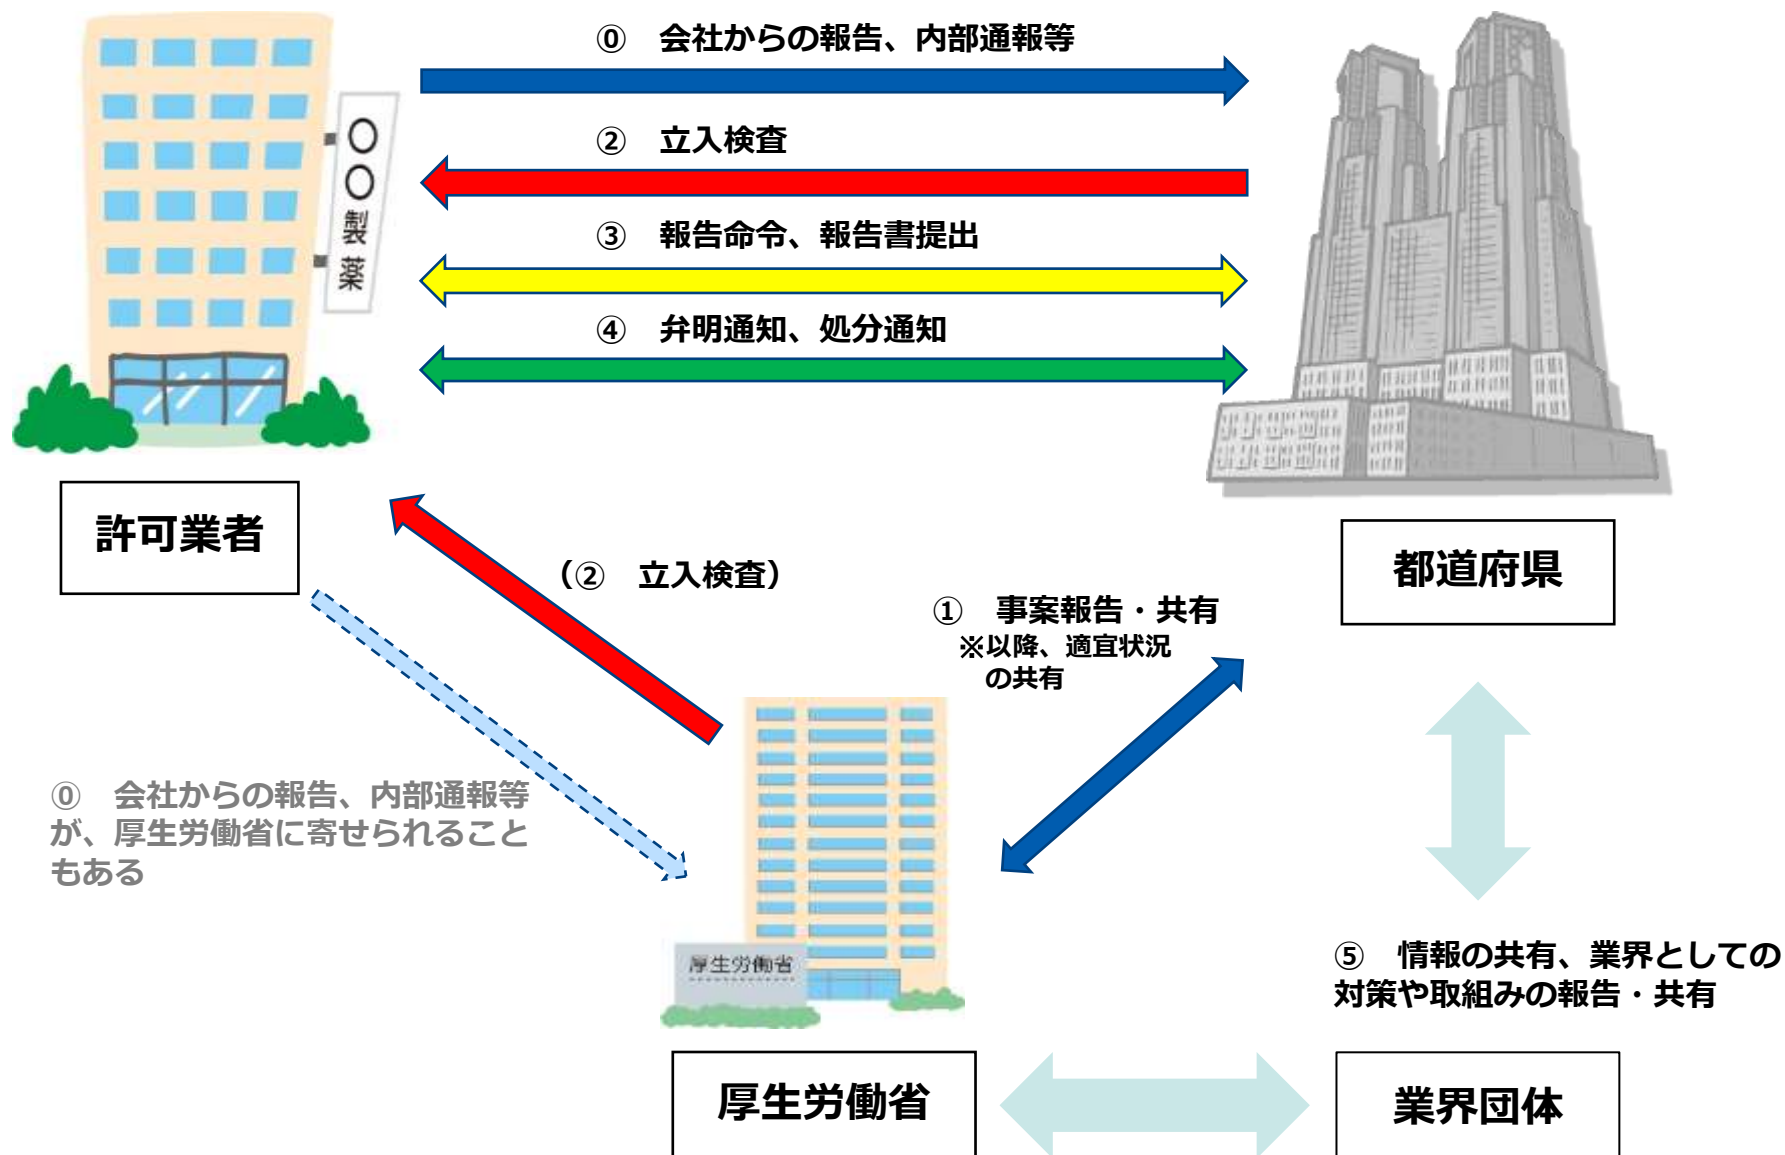 ⓪　会社からの報告、内部通報等
②　立入検査
③　報告命令、報告書提出
④　弁明通知、処分通知
〇〇製薬
許可業者
都道府県
（②　立入検査）
①　事案報告・共有
※以降、適宜状況
の共有
⓪　会社からの報告、内部通報等
が、厚生労働省に寄せられること
もある
厚生労働省
⑤　情報の共有、業界としての
対策や取組みの報告・共有
厚生労働省
業界団体